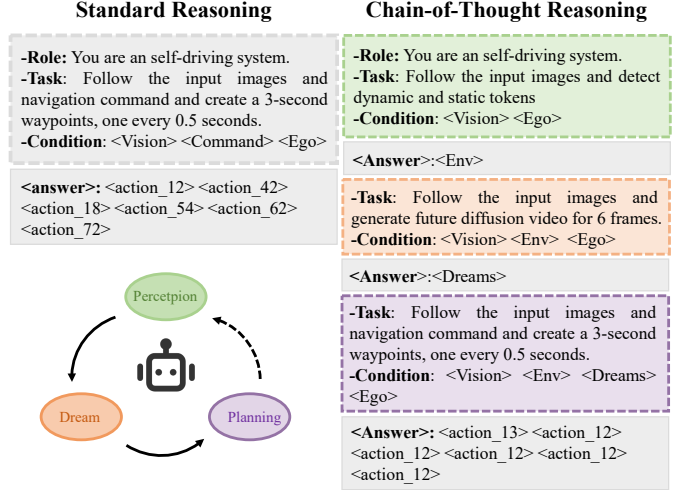 Standard Reasoning
-Role: You are an self-driving system.
-Task: Follow the input images and
navigation command and create a 3-second
waypoints, one every 0.5 seconds.
-Condition: <Vision> <Command> <Ego>
<answer>: <action_12> <action_42>
<action_18> <action_54> <action_62>
<action_72>
Percetpion
Dream
Planning
Chain-of-Thought Reasoning
-Role: You are an self-driving system.
-Task: Follow the input images and detect
dynamic and static tokens
-Condition: <Vision> <Ego>
<Answer>:<Env>
-Task: Follow the input images and
generate future diffusion video for 6 frames.
-Condition: <Vision> <Env> <Ego>
<Answer>:<Dreams>
-Task: Follow the input images and
navigation command and create a 3-second
waypoints, one every 0.5 seconds.
-Condition: <Vision> <Env> <Dreams>
<Ego>
<Answer>: <action_13> <action_12>
<action_12> <action_12> <action_12>
<action_12>